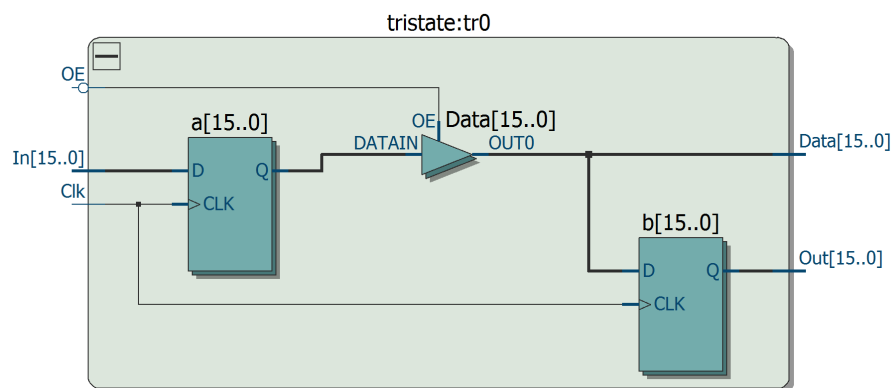 tristate:tr0
OE
a[15..0]
OE
Data[15..0]
DATAIN
OUT0
Data[15..0]
In[15..0]
D
Q
Clk
CLK
b[15..0]
D
Q
Out[15..0]
CLK